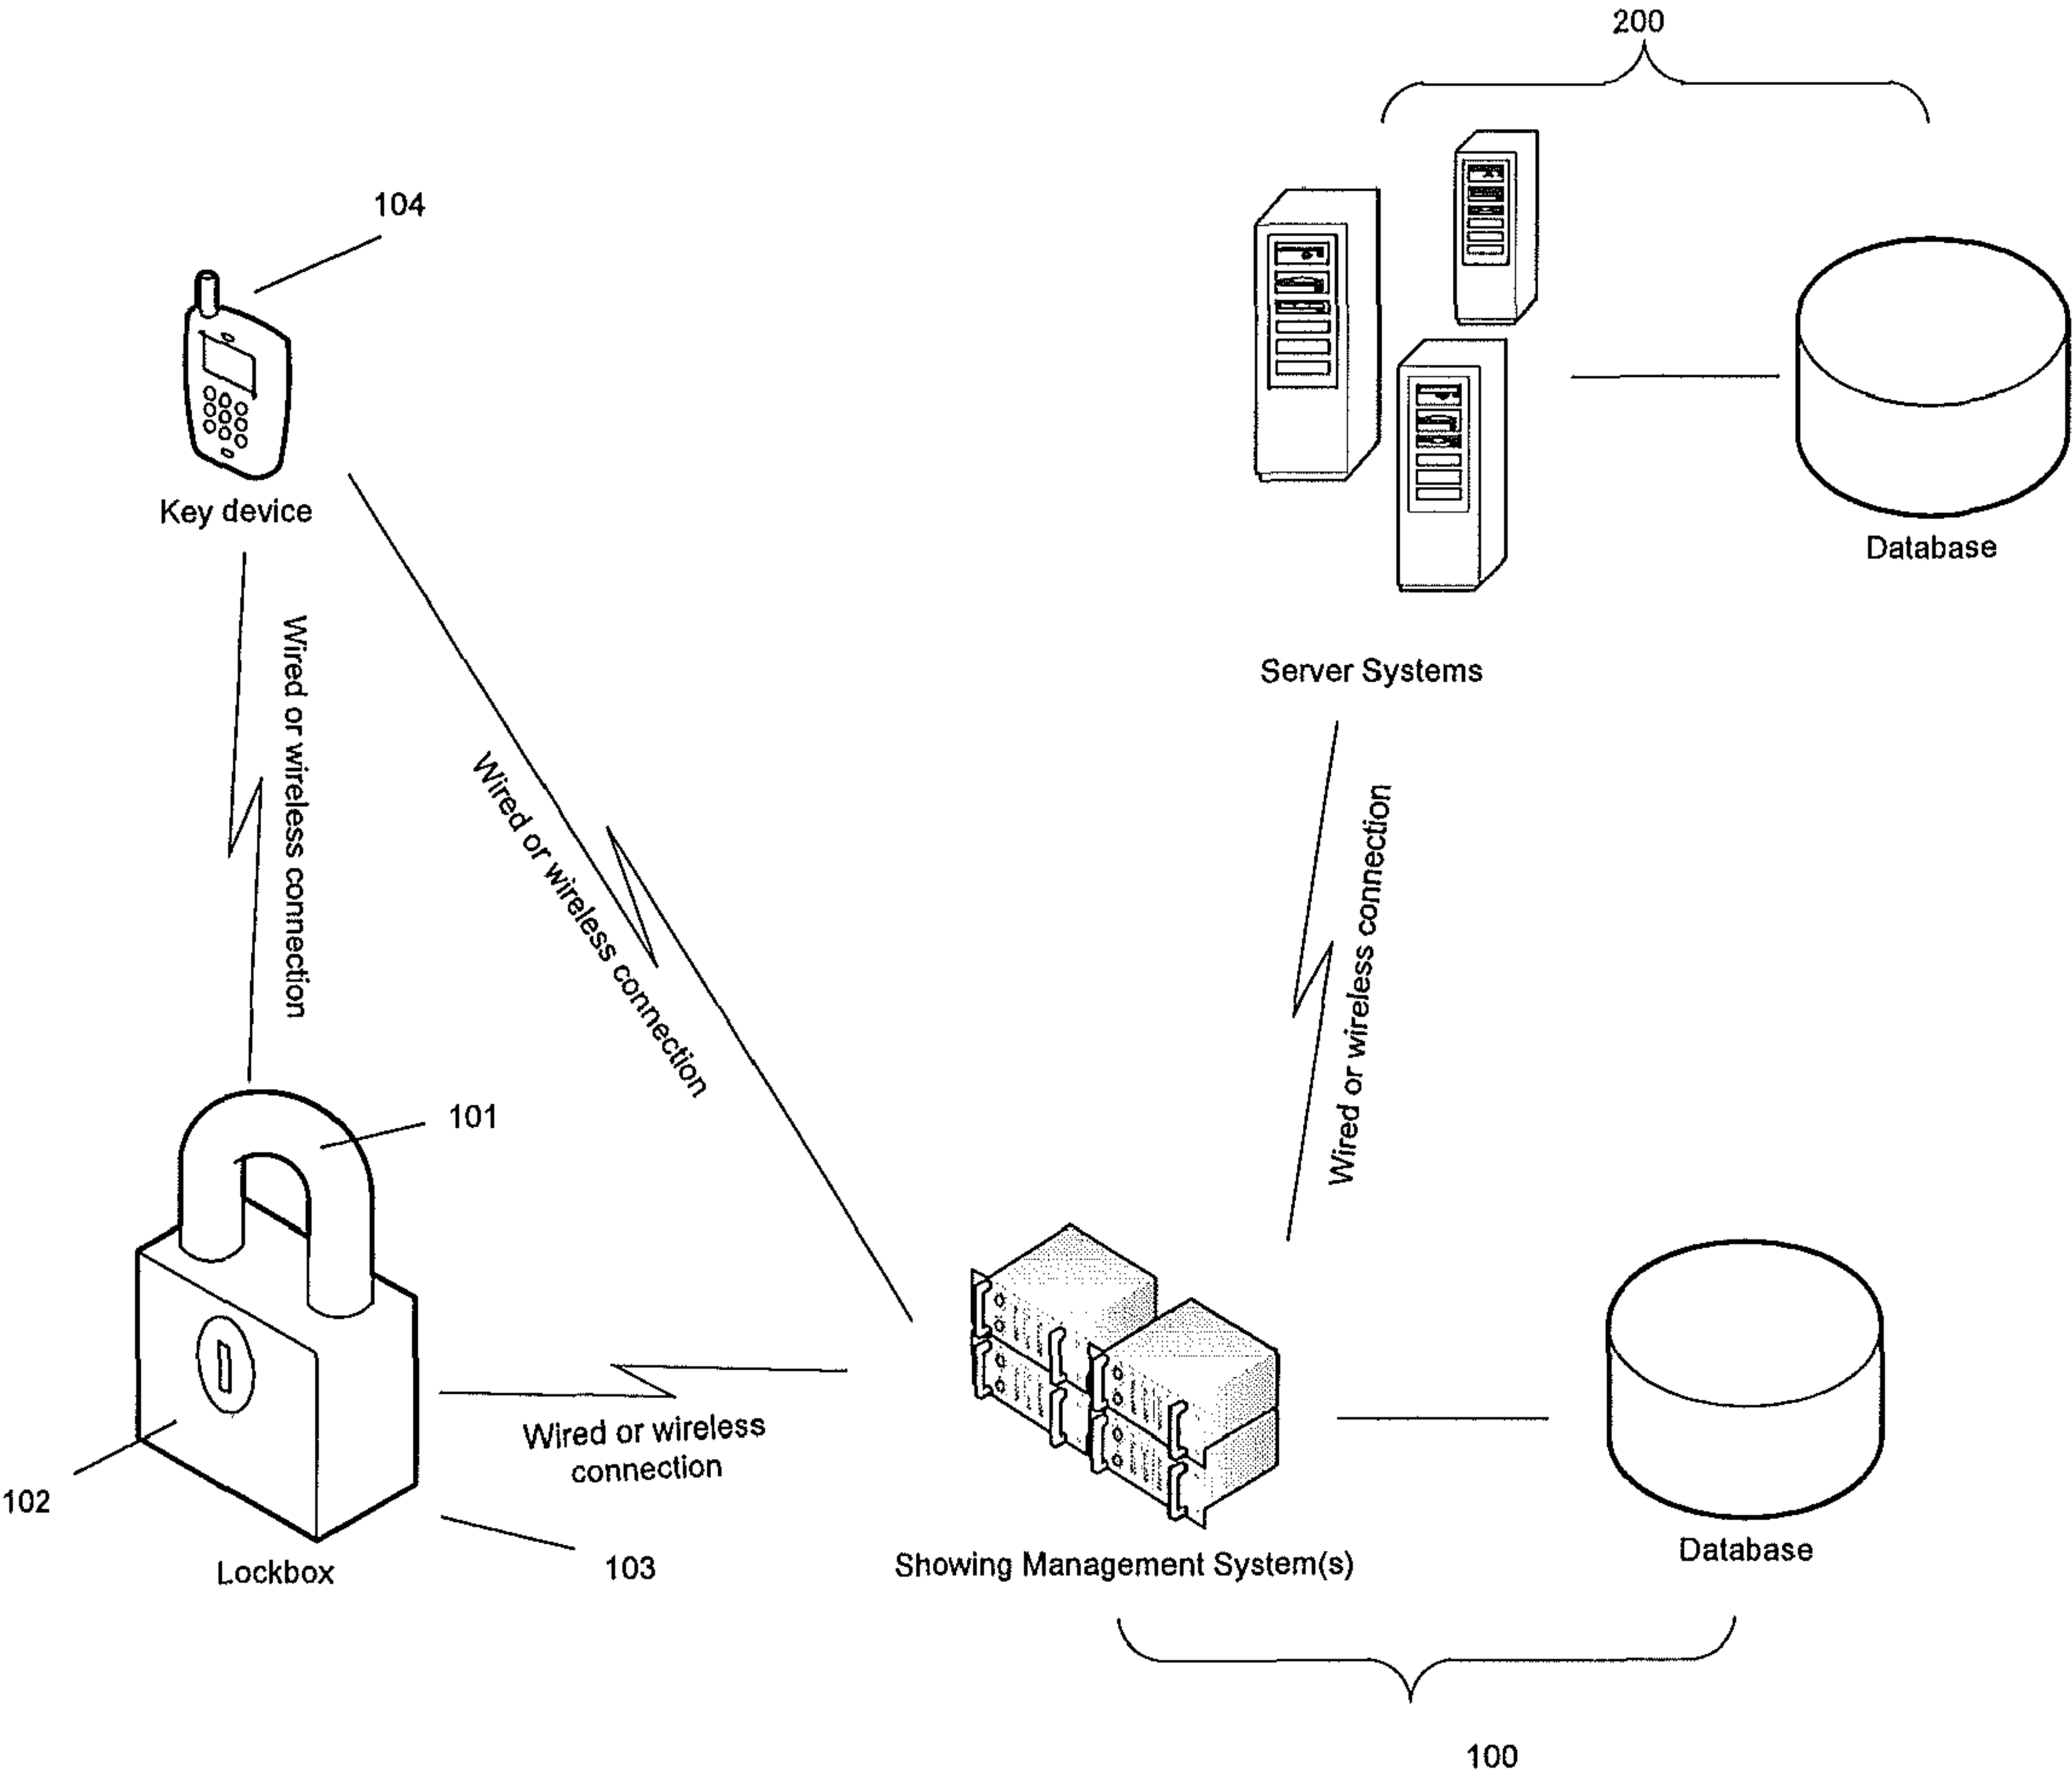 200
104
Key device
Database
Server Systems
Wired or wireless connection
Wired or wireless connection
Wired or wireless connection
101
Wired or wireless
connection
102
Lockbox
103
Showing Management System(s)
Database
100